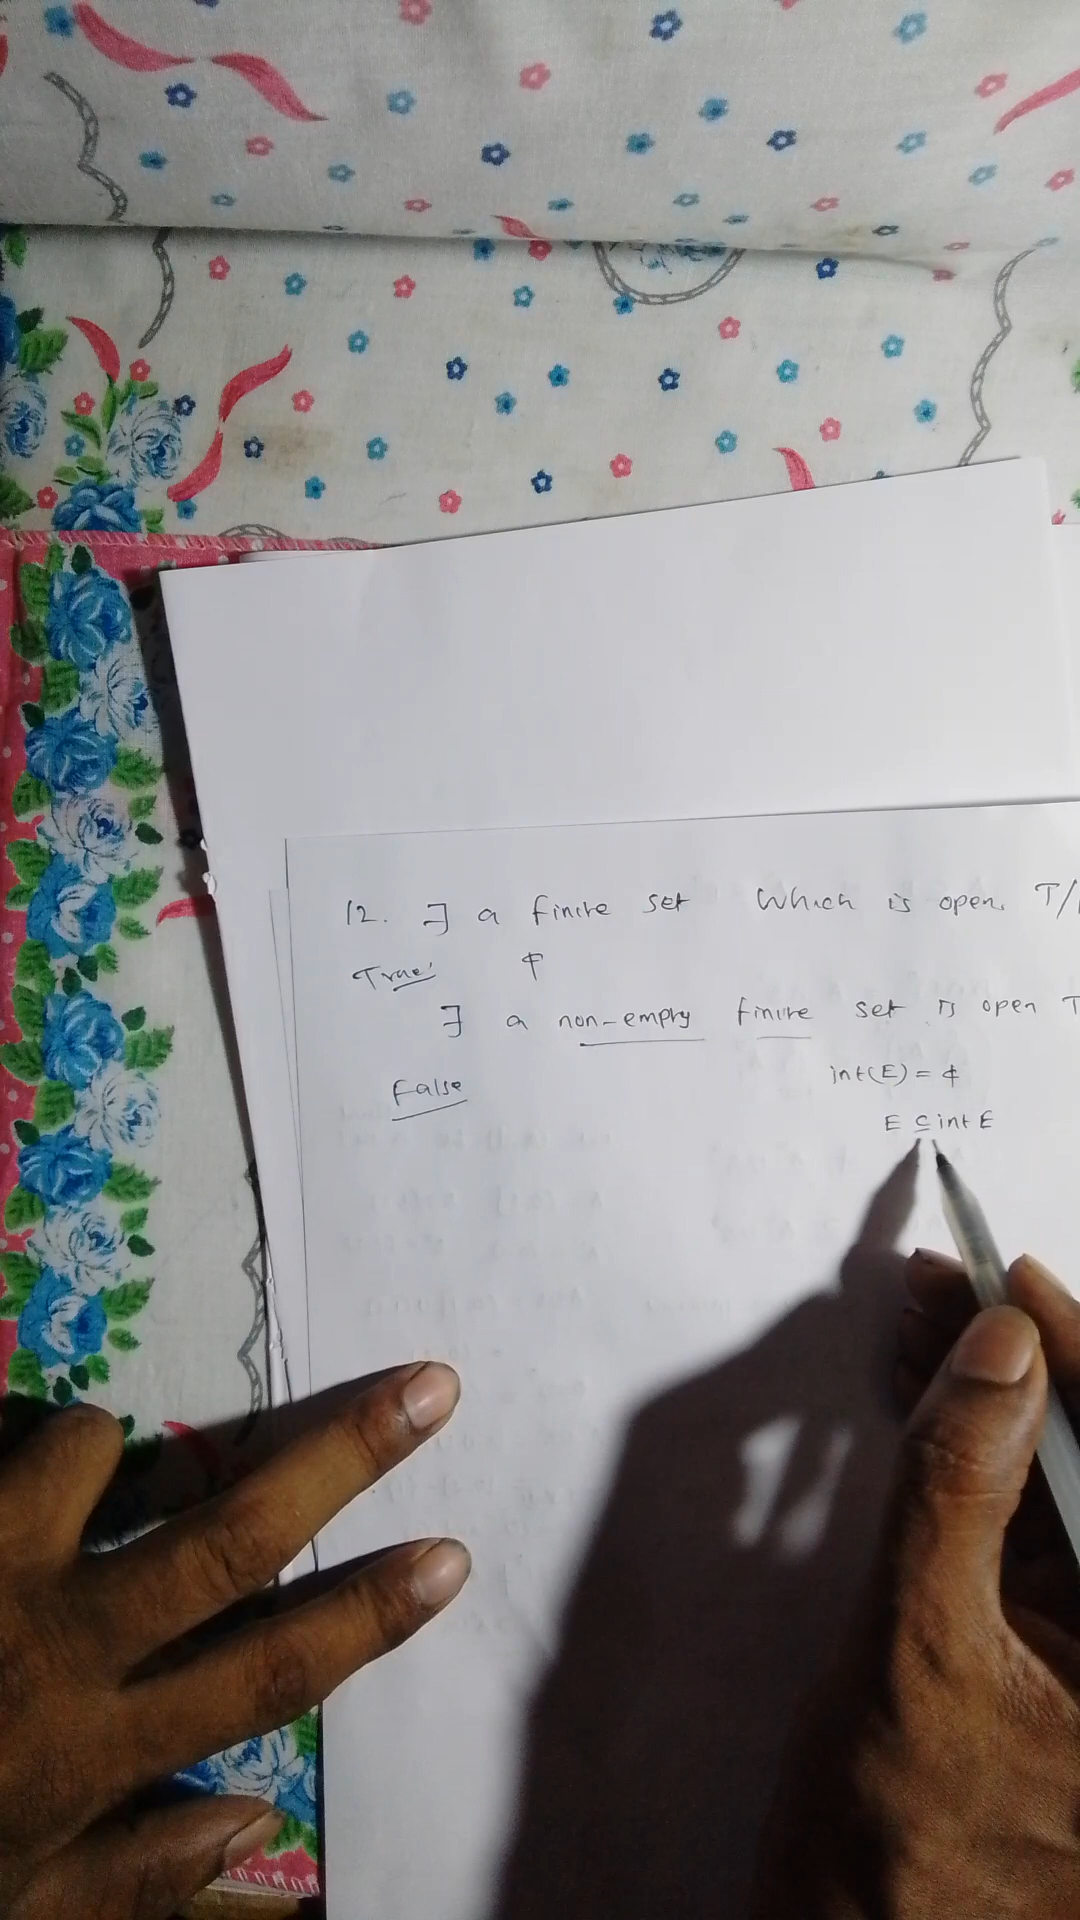 12. ∃ a finite set which is open. T/
True. ϕ
∃ a non-empty finite set is open T
False
int(E) = ϕ
E ⊆ int E